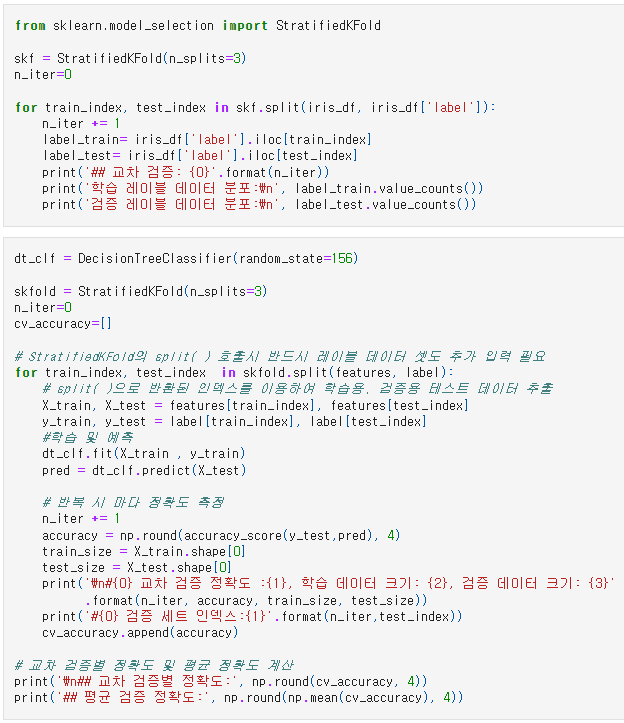 from sklearn.model_selection import StratifiedKFold
skf = StratifiedKFold(n_splits=3)
n_iter=0
for train_index, test_index in skf.split(iris_df, iris_df['label']):
    n_iter += 1
    label_train= iris_df['label'].iloc[train_index]
    label_test= iris_df['label'].iloc[test_index]
    print('## 교차 검증: {0}'.format(n_iter))
    print('학습 레이블 데이터 분포:₩n', label_train.value_counts())
    print('검증 레이블 데이터 분포:₩n', label_test.value_counts())
dt_clf = DecisionTreeClassifier(random_state=156)
skfold = StratifiedKFold(n_splits=3)
n_iter=0
cv_accuracy=[]
# StratifiedKFold의 split( ) 호출시 반드시 레이블 데이터 셋도 추가 입력 필요
for train_index, test_index  in skfold.split(features, label):
    # split( )으로 반환된 인덱스를 이용하여 학습용, 검증용 테스트 데이터 추출
    X_train, X_test = features[train_index], features[test_index]
    y_train, y_test = label[train_index], label[test_index]
    #학습 및 예측
    dt_clf.fit(X_train , y_train)
    pred = dt_clf.predict(X_test)
    # 반복 시 마다 정확도 측정
    n_iter += 1
    accuracy = np.round(accuracy_score(y_test,pred), 4)
    train_size = X_train.shape[0]
    test_size = X_test.shape[0]
    print('₩n#{0} 교차 검증 정확도 :{1}, 학습 데이터 크기: {2}, 검증 데이터 크기: {3}'
          .format(n_iter, accuracy, train_size, test_size))
    print('#{0} 검증 세트 인덱스:{1}'.format(n_iter,test_index))
    cv_accuracy.append(accuracy)
# 교차 검증별 정확도 및 평균 정확도 계산
print('₩n## 교차 검증별 정확도:', np.round(cv_accuracy, 4))
print('## 평균 검증 정확도:', np.round(np.mean(cv_accuracy), 4))